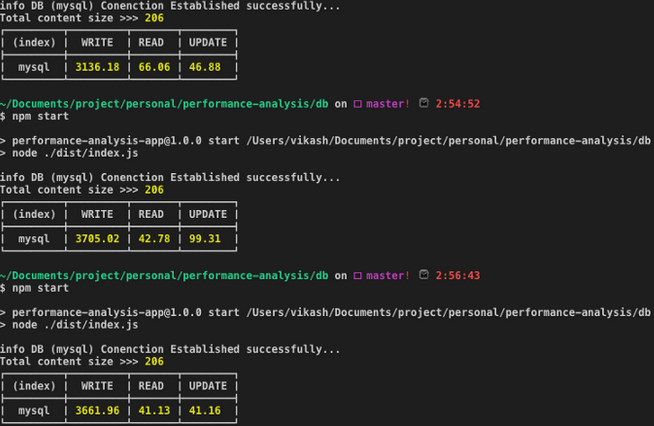 info DB (mysql) Conenction Established successfully...
Total content size >>> 206
(index) | WRITE | READ | UPDATE
mysql | 3136.18 | 66.06 | 46.88
~/Documents/project/personal/performance-analysis/db on master! 2:54:52
$ npm start
> performance-analysis-app@1.0.0 start /Users/vikash/Documents/project/personal/performance-analysis/db
> node ./dist/index.js
info DB (mysql) Conenction Established successfully...
Total content size >>> 206
(index) | WRITE | READ | UPDATE
mysql | 3705.02 | 42.78 | 99.31
~/Documents/project/personal/performance-analysis/db on master! 2:56:43
$ npm start
> performance-analysis-app@1.0.0 start /Users/vikash/Documents/project/personal/performance-analysis/db
> node ./dist/index.js
info DB (mysql) Conenction Established successfully...
Total content size >>> 206
(index) | WRITE | READ | UPDATE
mysql | 3661.96 | 41.13 | 41.16